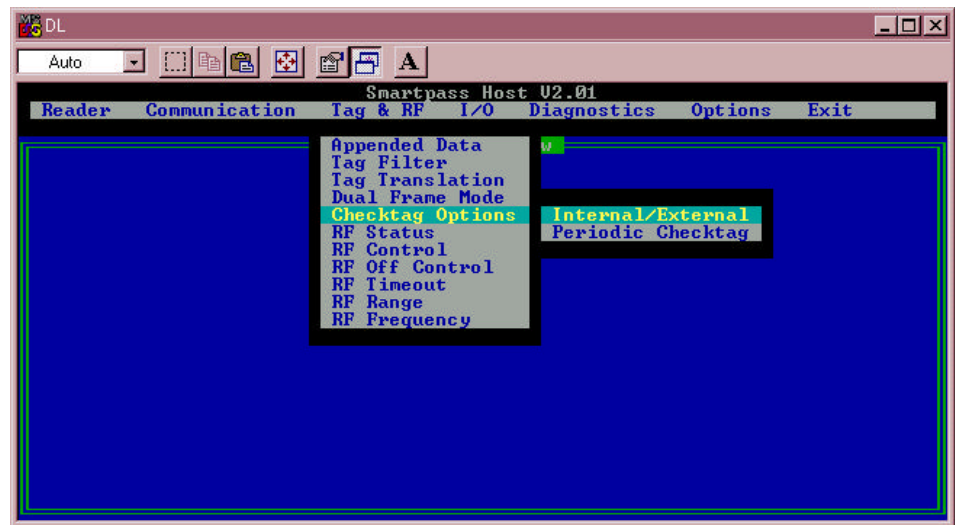 DL
Auto
A
Smartpass Host V2.01
Reader Communication Tag & RF I/O Diagnostics Options Exit
w
Appended Data
Tag Filter
Tag Translation
Dual Frame Mode
Checktag Options
RF Status
RF Control
RF Off Control
RF Timeout
RF Range
RF Frequency
Internal/External
Periodic Checktag